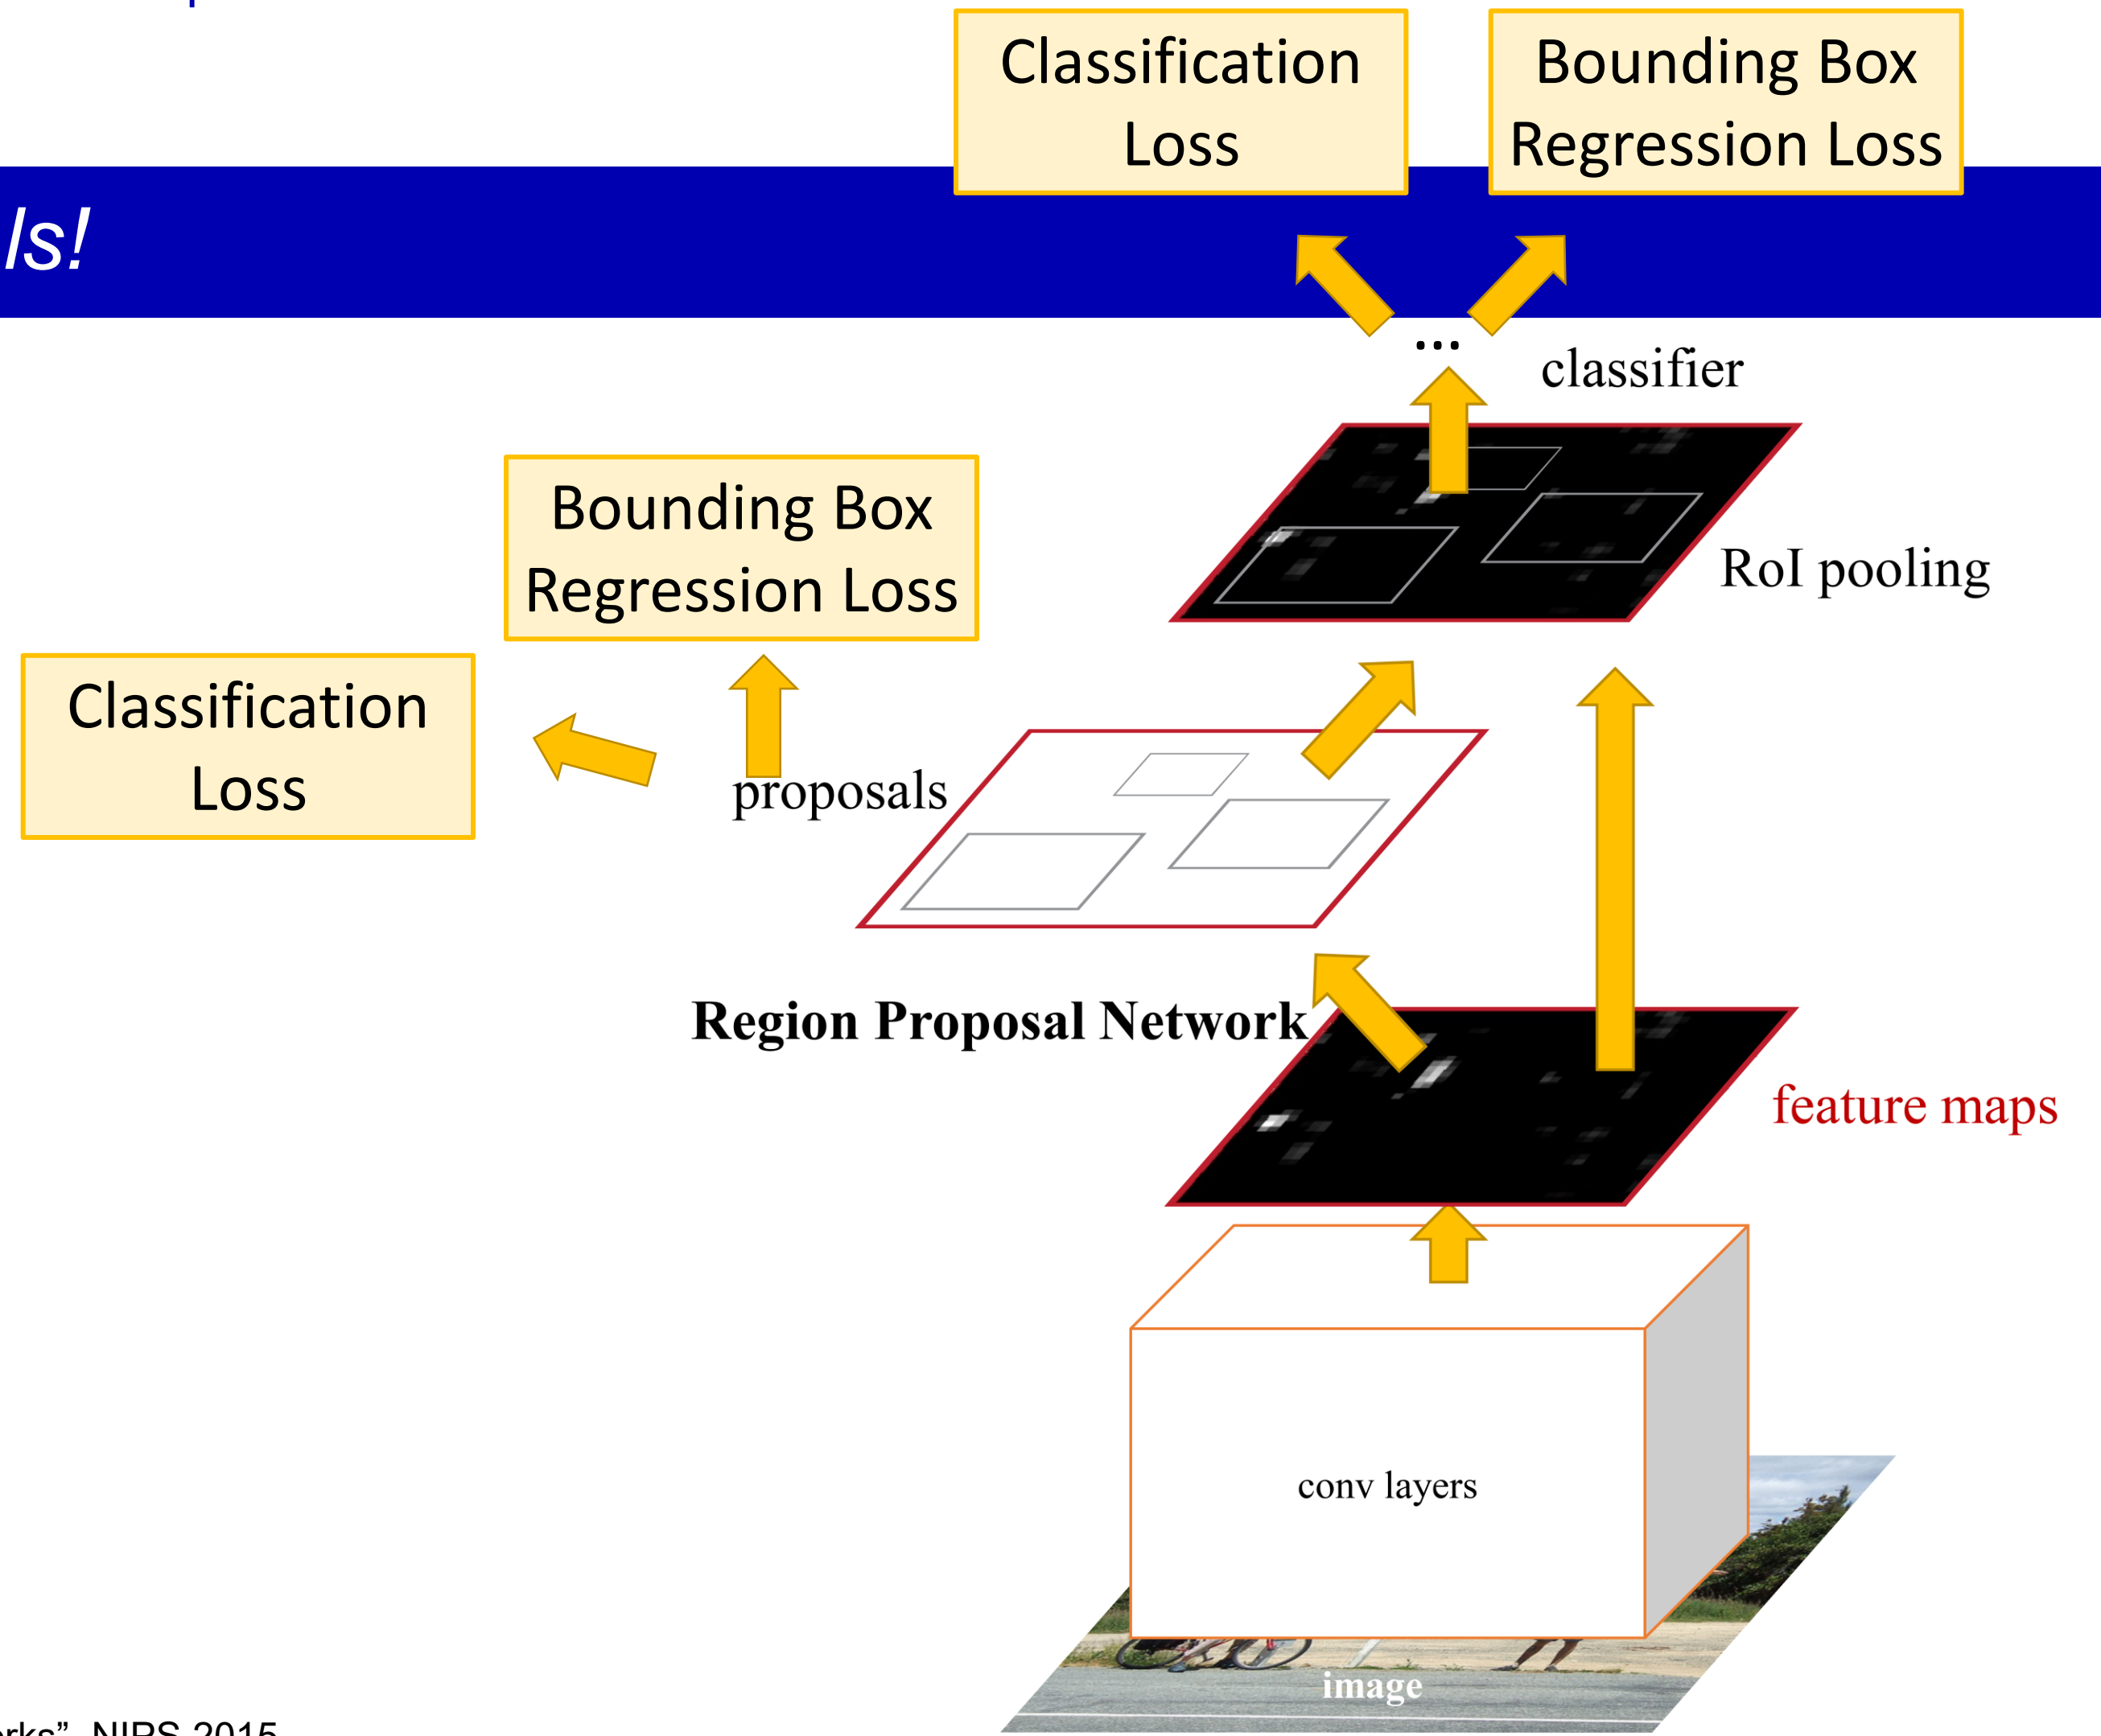 Classification
Loss
Bounding Box
Regression Loss
ls!
...
classifier
Bounding Box
Regression Loss
RoI pooling
Classification
Loss
proposals
Region Proposal Network
feature maps
conv layers
image
NIPS 2015